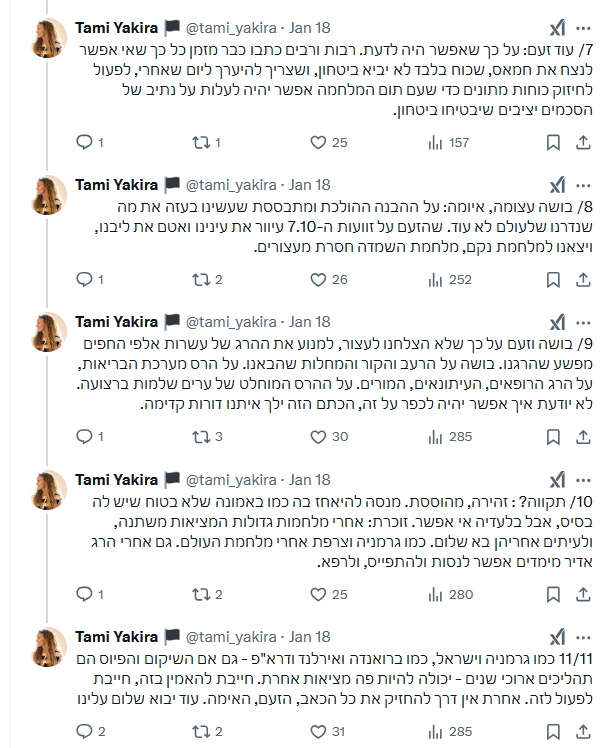 Tami Yakira 🏴 @tami_yakira · Jan 18
7/ עוד זעם: על כך שאפשר היה לדעת. רבות ורבים כתבו כבר מזמן כל כך שאי אפשר
לנצח את חמאס, שכוח בלבד לא יביא ביטחון, ושצריך להיערך ליום שאחרי, לפעול
לחיזוק כוחות מתונים כדי שעם תום המלחמה אפשר יהיה לעלות על נתיב של
הסכמים יציבים שיבטיחו ביטחון.
1 1 25 157
Tami Yakira 🏴 @tami_yakira · Jan 18
8/ בושה עצומה, איומה: על ההבנה ההולכת ומתבססת שעשינו בעזה את מה
שנדרנו שלעולם לא עוד. שהזעם על זוועות ה-7.10 עיוור את עינינו ואטם את ליבנו,
ויצאנו למלחמת נקם, מלחמת השמדה חסרת מעצורים.
1 2 26 252
Tami Yakira 🏴 @tami_yakira · Jan 18
9/ בושה וזעם על כך שלא הצלחנו לעצור, למנוע את ההרג של עשרות אלפי החפים
מפשע שהרגנו. בושה על הרעב והקור והמחלות שהבאנו. על הרס מערכת הבריאות,
על הרג הרופאים, העיתונאים, המורים. על ההרס המוחלט של ערים שלמות ברצועה.
לא יודעת איך אפשר יהיה לכפר על זה, הכתם הזה ילך איתנו דורות קדימה.
1 3 30 285
Tami Yakira 🏴 @tami_yakira · Jan 18
10/ תקווה? : זהירה, מהוססת. מנסה להיאחז בה כמו באמונה שלא בטוח שיש לה
בסיס, אבל בלעדיה אי אפשר. זוכרת: אחרי מלחמות גדולות המציאות משתנה,
ולעיתים אחריהן בא שלום. כמו גרמניה וצרפת אחרי מלחמת העולם. גם אחרי הרג
אדיר מימדים אפשר לנסות ולהתפייס, ולרפא.
1 2 25 280
Tami Yakira 🏴 @tami_yakira · Jan 18
11/11 כמו גרמניה וישראל, כמו ברואנדה ואירלנד ודרא"פ - גם אם השיקום והפיוס הם
תהליכים ארוכי שנים - יכולה להיות פה מציאות אחרת. חייבת להאמין בזה, חייבת
לפעול לזה. אחרת אין דרך להחזיק את כל הכאב, הזעם, האימה. עוד יבוא שלום עלינו
2 2 31 285